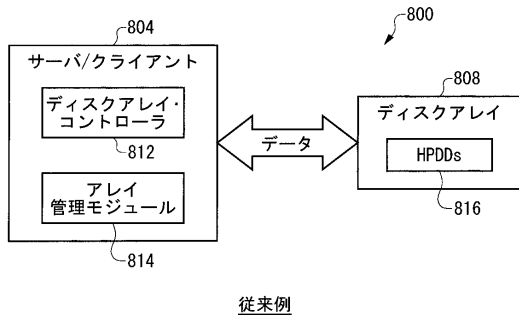 800
804
サーバ/クライアント
ディスクアレイ・
コントローラ
812
アレイ
管理モジュール
814
データ
808
ディスクアレイ
HPDDs
816
従来例